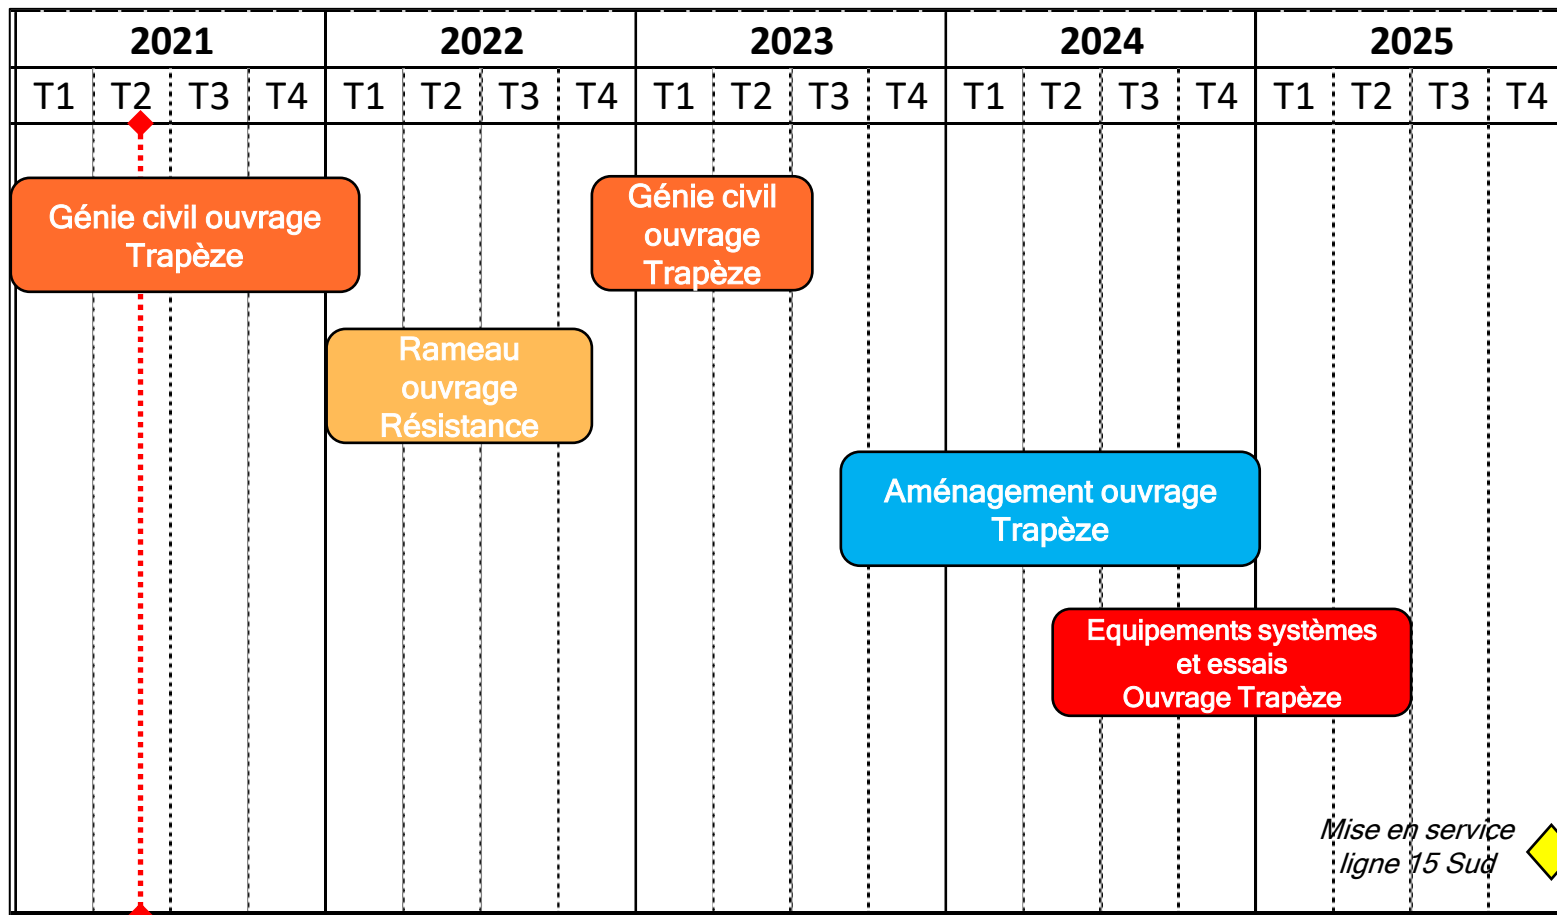 2021 2022 2023 2024 2025
T1 T2 T3 T4 T1 T2 T3 T4 T1 T2 T3 T4 T1 T2 T3 T4 T1 T2 T3 T4
Génie civil ouvrage
Trapèze
Génie civil
ouvrage
Trapèze
Rameau
ouvrage
Résistance
Aménagement ouvrage
Trapèze
Equipements systèmes
et essais
Ouvrage Trapèze
Mise en service
ligne 15 Sud